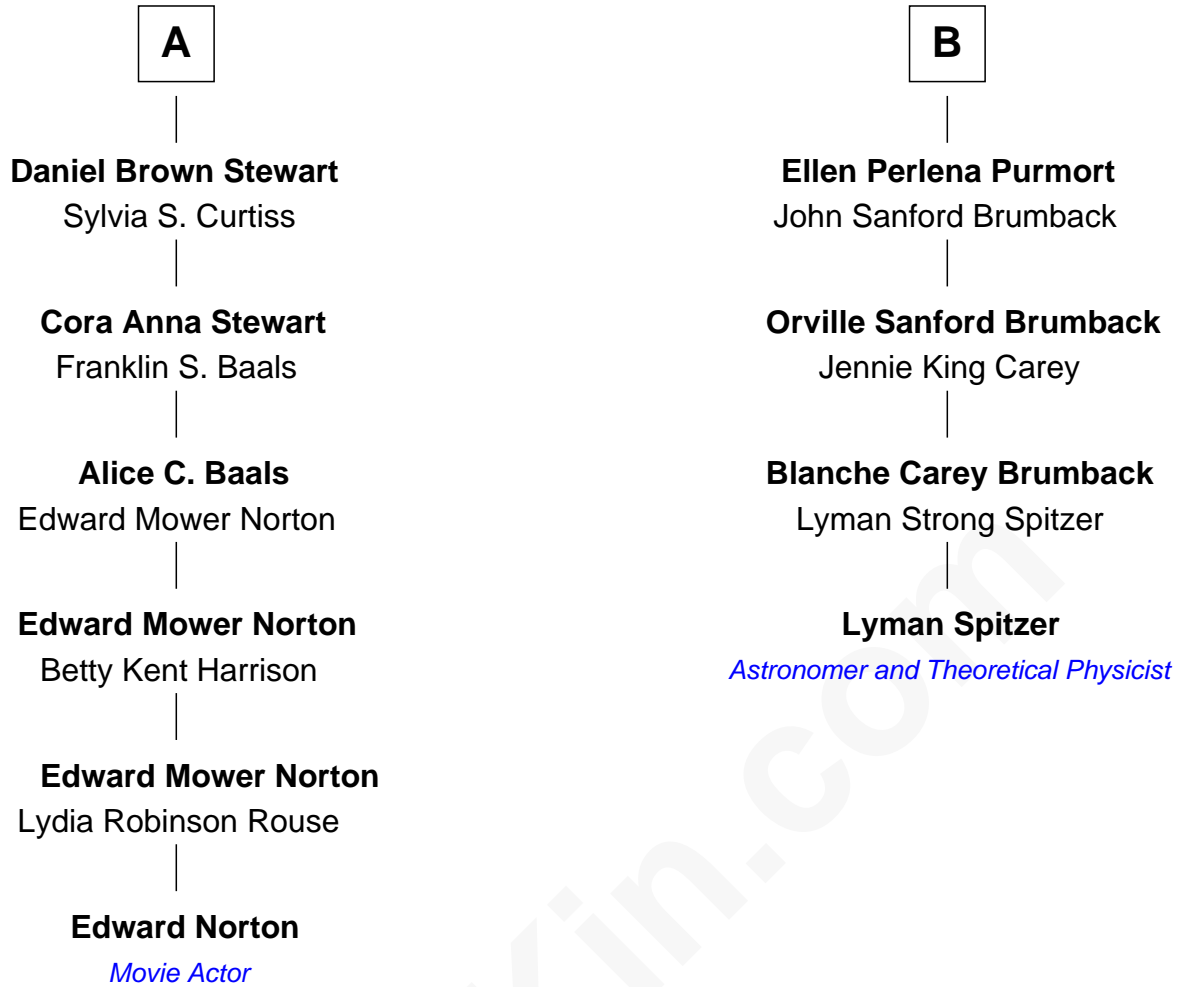 A
Daniel Brown Stewart
Sylvia S. Curtiss
Cora Anna Stewart
Franklin S. Baals
Alice C. Baals
Edward Mower Norton
Edward Mower Norton
Betty Kent Harrison
Edward Mower Norton
Lydia Robinson Rouse
Edward Norton
Movie Actor
B
Ellen Perlena Purmort
John Sanford Brumback
Orville Sanford Brumback
Jennie King Carey
Blanche Carey Brumback
Lyman Strong Spitzer
Lyman Spitzer
Astronomer and Theoretical Physicist